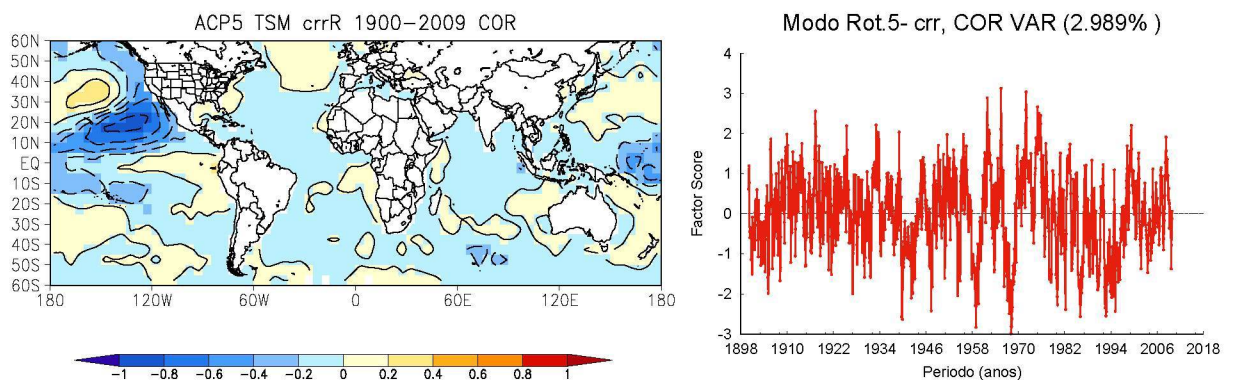 ACP5 TSM crrR 1900-2009 COR
60N
50N
40N
30N
20N
10N
EQ
10S
20S
30S
40S
50S
60S
180 120W 60W 0 60E 120E 180
-1 -0.8 -0.6 -0.4 -0.2 0 0.2 0.4 0.6 0.8 1
Modo Rot.5- crr, COR VAR (2.989% )
Factor Score
4
3
2
1
0
-1
-2
-3
1898 1910 1922 1934 1946 1958 1970 1982 1994 2006 2018
Periodo (anos)